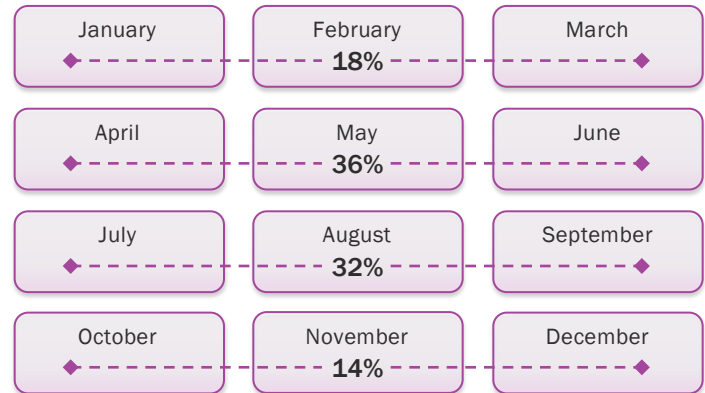 January February March
18%
April May June
36%
July August September
32%
October November December
14%